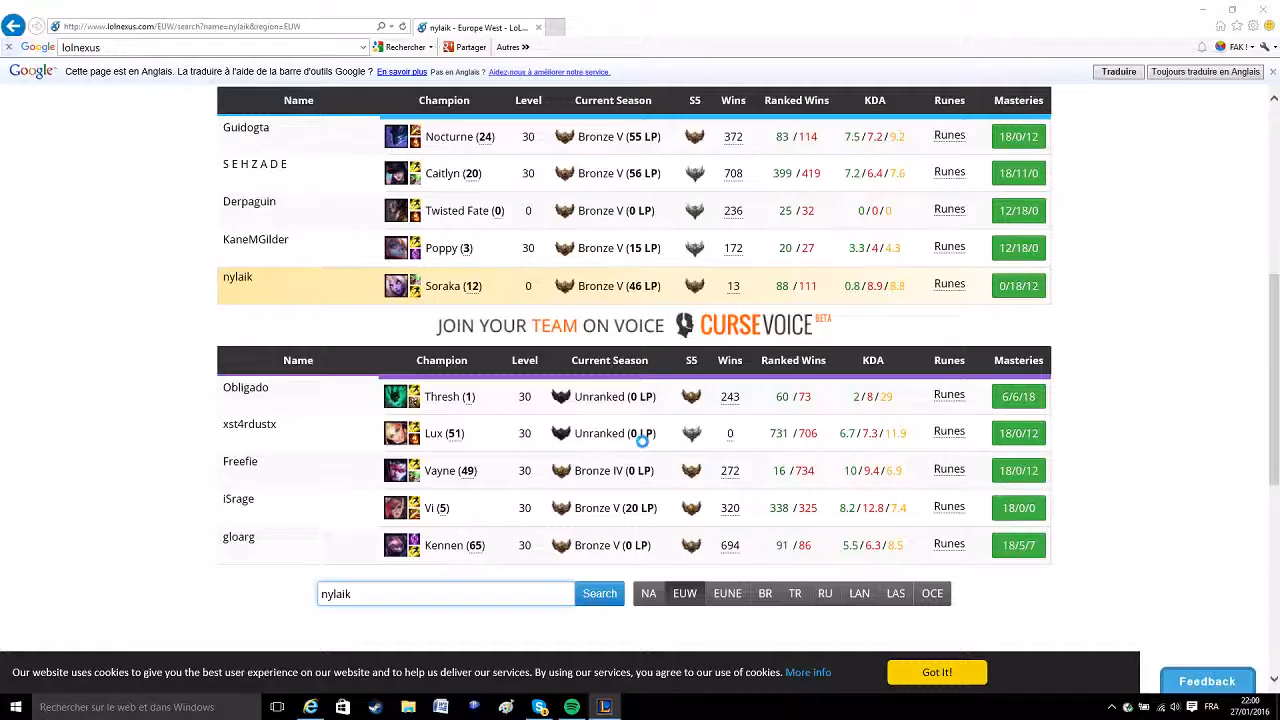 http://www.lolnexus.com/EUW/search?name=nylaik&region=EUW
nylaik - Europe West - LoL...
Google lolnexus Rechercher Partager Autres » FAK !
Google Cette page est en Anglais. La traduire à l'aide de la barre d'outils Google ? En savoir plus Pas en Anglais ? Aidez-nous à améliorer notre service. Traduire Toujours traduire en Anglais
Name Champion Level Current Season S5 Wins Ranked Wins KDA Runes Masteries
Guidogta Nocturne (24) 30 Bronze V (55 LP) 372 83 / 114 7.5 / 7.2 / 9.2 Runes 18/0/12
S E H Z A D E Caitlyn (20) 30 Bronze V (56 LP) 708 399 / 419 7.2 / 6.4 / 7.6 Runes 18/11/0
Derpaguin Twisted Fate (0) 0 Bronze V (0 LP) 236 25 / 32 0 / 0 / 0 Runes 12/18/0
KaneMGilder Poppy (3) 30 Bronze V (15 LP) 172 20 / 27 3.3 / 4 / 4.3 Runes 12/18/0
nylaik Soraka (12) 0 Bronze V (46 LP) 13 88 / 111 0.8 / 8.9 / 8.8 Runes 0/18/12
JOIN YOUR TEAM ON VOICE CURSEVOICE BETA
Name Champion Level Current Season S5 Wins Ranked Wins KDA Runes Masteries
Obligado Thresh (1) 30 Unranked (0 LP) 243 60 / 73 2 / 8 / 29 Runes 6/6/18
xst4rdustx Lux (51) 30 Unranked (0 LP) 0 731 / 706 6.7 / 7.3 / 11.9 Runes 18/0/12
Freefie Vayne (49) 30 Bronze IV (0 LP) 272 16 / 734 10 / 9.4 / 6.9 Runes 18/0/12
iSrage Vi (5) 30 Bronze V (20 LP) 320 338 / 325 8.2 / 12.8 / 7.4 Runes 18/0/0
gloarg Kennen (65) 30 Bronze V (0 LP) 694 91 / 86 5.5 / 6.3 / 8.5 Runes 18/5/7
nylaik Search NA EUW EUNE BR TR RU LAN LAS OCE
Our website uses cookies to give you the best user experience on our website and to help us deliver our services. By using our services, you agree to our use of cookies. More info Got It!
Feedback
Rechercher sur le web et dans Windows FRA 22:00
27/01/2016